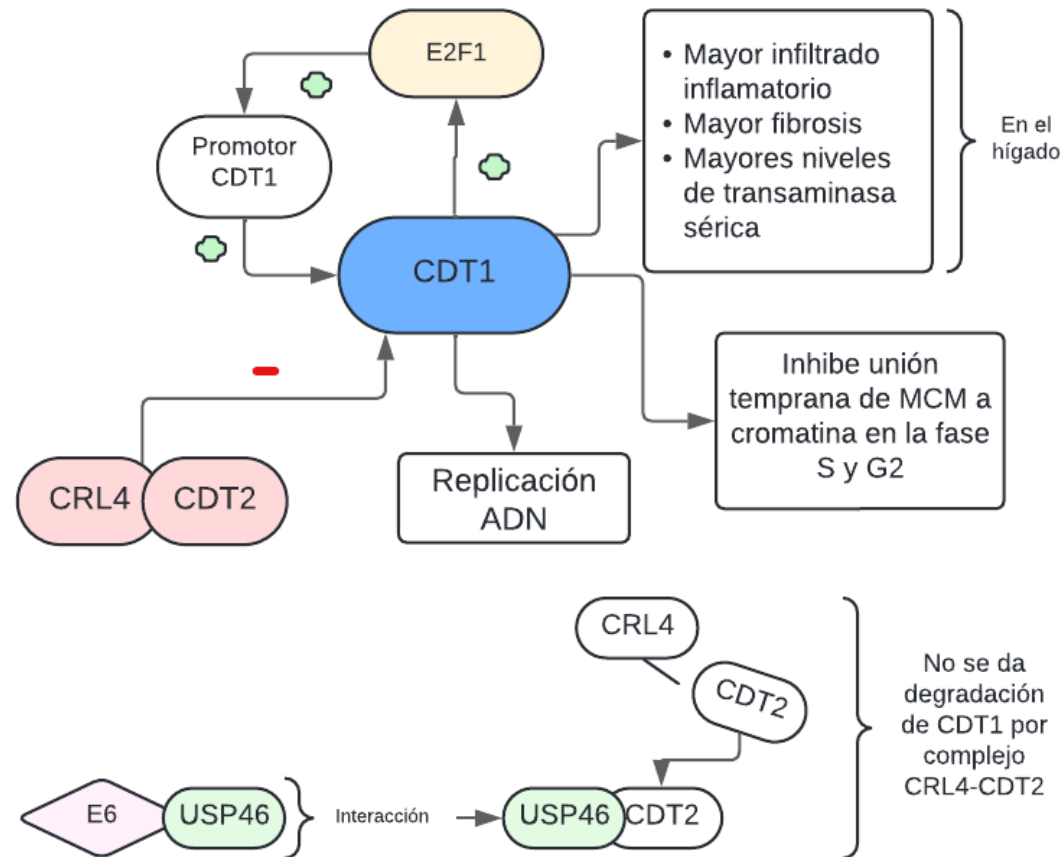 E2F1
Promotor
CDT1
CDT1
• Mayor infiltrado
inflamatorio
• Mayor fibrosis
• Mayores niveles
de transaminasa
sérica
En el
hígado
Inhibe unión
temprana de MCM a
cromatina en la fase
S y G2
Replicación
ADN
CRL4
CDT2
CRL4
CDT2
E6
USP46
Interacción
USP46
CDT2
No se da
degradación
de CDT1 por
complejo
CRL4-CDT2